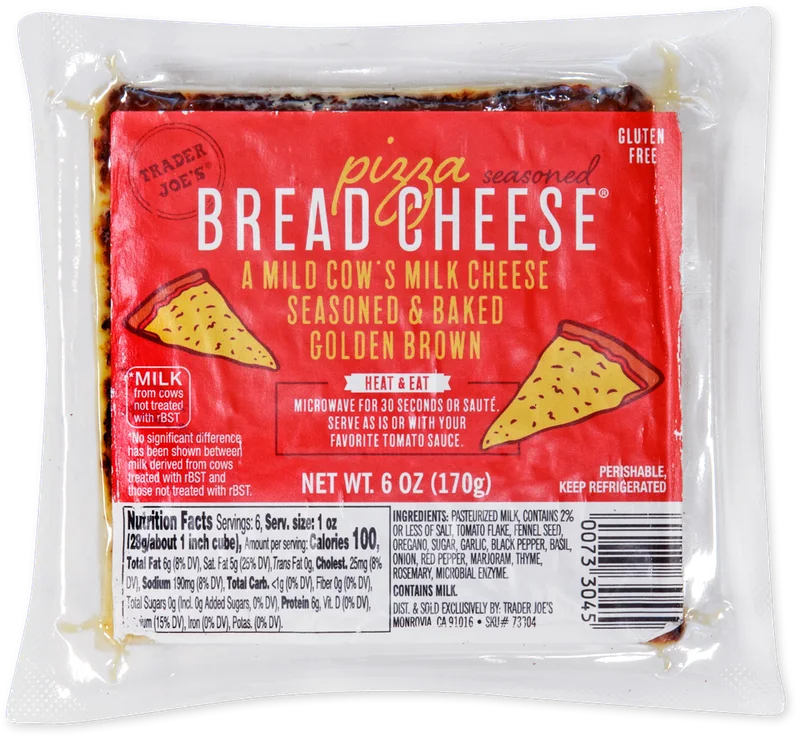 GLUTEN
FREE
TRADER
JOE'S®
pizza seasoned
BREAD CHEESE®
A MILD COW'S MILK CHEESE
SEASONED & BAKED
GOLDEN BROWN
HEAT & EAT
MICROWAVE FOR 30 SECONDS OR SAUTÉ.
SERVE AS IS OR WITH YOUR
FAVORITE TOMATO SAUCE.
*MILK
from cows
not treated
with rBST
*No significant difference
has been shown between
milk derived from cows
treated with rBST and
those not treated with rBST.
NET WT. 6 OZ (170g)
PERISHABLE,
KEEP REFRIGERATED
Nutrition Facts Servings: 6, Serv. size: 1 oz
(28g/about 1 inch cube), Amount per serving: Calories 100,
Total Fat 6g (8% DV), Sat. Fat 5g (25% DV), Trans Fat 0g, Cholest. 25mg (8%
DV), Sodium 190mg (8% DV), Total Carb. <1g (0% DV), Fiber 0g (0% DV),
Total Sugars 0g (Incl. 0g Added Sugars, 0% DV), Protein 6g, Vit. D (0% DV),
(15% DV), Iron (0% DV), Potas. (0% DV).
INGREDIENTS: PASTEURIZED MILK, CONTAINS 2%
OR LESS OF SALT, TOMATO FLAKE, FENNEL SEED,
OREGANO, SUGAR, GARLIC, BLACK PEPPER, BASIL,
ONION, RED PEPPER, MARJORAM, THYME,
ROSEMARY, MICROBIAL ENZYME.
CONTAINS MILK.
DIST. & SOLD EXCLUSIVELY BY: TRADER JOE'S
MONROVIA, CA 91016 • SKU# 73304
0073 3045